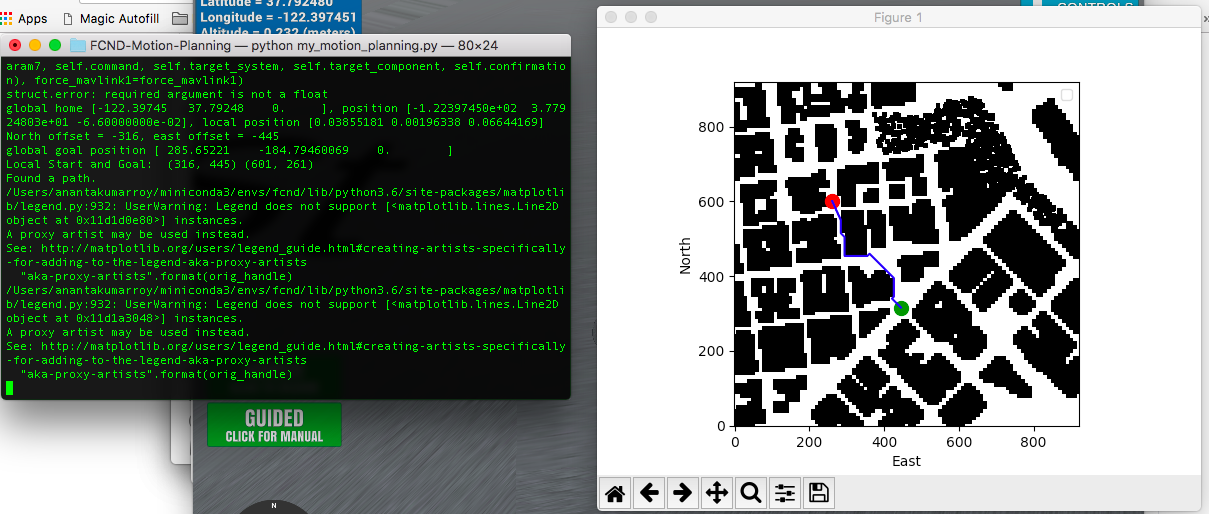 Apps
Magic Autofill
Latitude = 37.792480
Longitude = -122.397451
Altitude = 0.232 (meters)
CONTROLS
FCND-Motion-Planning — python my_motion_planning.py — 80×24
aram7, self.command, self.target_system, self.target_component, self.confirmatio
n), force_mavlink1=force_mavlink1)
struct.error: required argument is not a float
global home [-122.39745   37.79248    0.     ], position [-1.22397450e+02  3.779
24803e+01 -6.60000000e-02], local position [0.03855181 0.00196338 0.06644169]
North offset = -316, east offset = -445
global goal position [ 285.65221    -184.79460069    0.        ]
Local Start and Goal:  (316, 445) (601, 261)
Found a path.
/Users/anantakumarroy/miniconda3/envs/fcnd/lib/python3.6/site-packages/matplotli
b/legend.py:932: UserWarning: Legend does not support [<matplotlib.lines.Line2D
object at 0x11d1d0e80>] instances.
A proxy artist may be used instead.
See: http://matplotlib.org/users/legend_guide.html#creating-artists-specifically
-for-adding-to-the-legend-aka-proxy-artists
  "aka-proxy-artists".format(orig_handle)
/Users/anantakumarroy/miniconda3/envs/fcnd/lib/python3.6/site-packages/matplotli
b/legend.py:932: UserWarning: Legend does not support [<matplotlib.lines.Line2D
object at 0x11d1a3048>] instances.
A proxy artist may be used instead.
See: http://matplotlib.org/users/legend_guide.html#creating-artists-specifically
-for-adding-to-the-legend-aka-proxy-artists
  "aka-proxy-artists".format(orig_handle)
GUIDED
CLICK FOR MANUAL
N
Figure 1
800
600
400
200
0
North
0 200 400 600 800
East